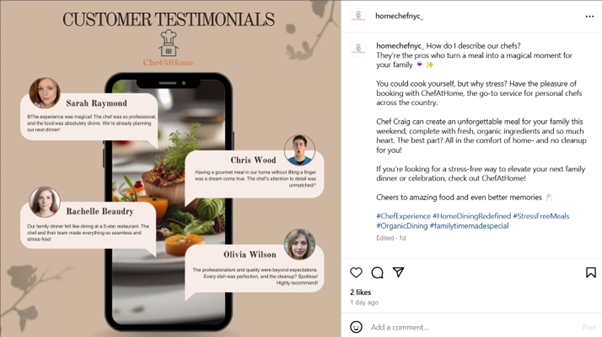 CUSTOMER TESTIMONIALS
ChefAtHome
Sarah Raymond
BThe experience was magical! The chef was so professional,
and the food was absolutely divine. We're already planning
our next dinner!
Chris Wood
Having a gourmet meal in our home without lifting a finger
was a dream come true. The chef's attention to detail was
unmatched!"
Rachelle Beaudry
Our family dinner felt like dining at a 5-star restaurant. The
chef and their team made everything so seamless and
stress-free!
Olivia Wilson
The professionalism and quality were beyond expectations.
Every dish was perfection, and the cleanup? Spotless!
Highly recommend!
homechefnyc_
homechefnyc_ How do I describe our chefs?
They're the pros who turn a meal into a magical moment for
your family 🍷✨
You could cook yourself, but why stress? Have the pleasure of
booking with ChefAtHome, the go-to service for personal chefs
across the country.
Chef Craig can create an unforgettable meal for your family this
weekend, complete with fresh, organic ingredients and so much
heart. The best part? All in the comfort of home- and no cleanup
for you!
If you're looking for a stress-free way to elevate your next family
dinner or celebration, check out ChefAtHome!
Cheers to amazing food and even better memories 🥂
#ChefExperience #HomeDiningRedefined #StressFreeMeals
#OrganicDining #familytimemadespecial
Edited · 1d
2 likes
1 day ago
Add a comment...
Post